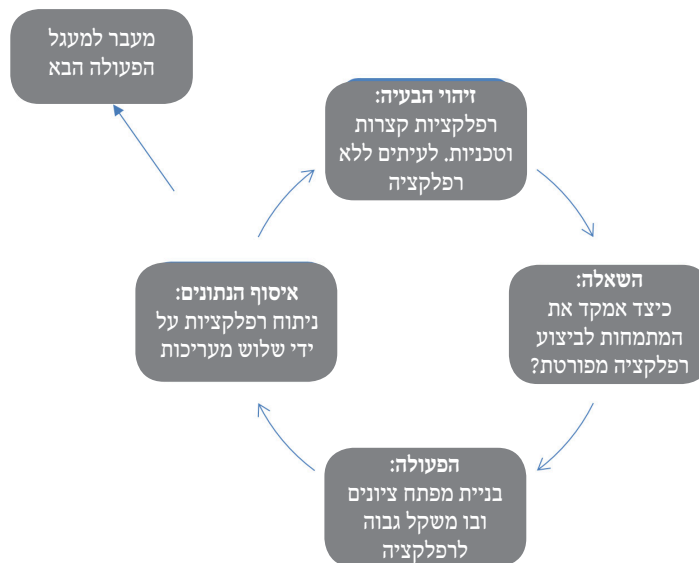 מעבר למעגל
הפעולה הבא
זיהוי הבעיה:
רפלקציות קצרות
וטכניות. לעיתים ללא
רפלקציה
השאלה:
כיצד אמקד את
המתמחות לביצוע
רפלקציה מפורטת?
הפעולה:
בניית מפתח ציונים
ובו משקל גבוה
לרפלקציה
איסוף הנתונים:
ניתוח רפלקציות על
ידי שלוש מעריכות